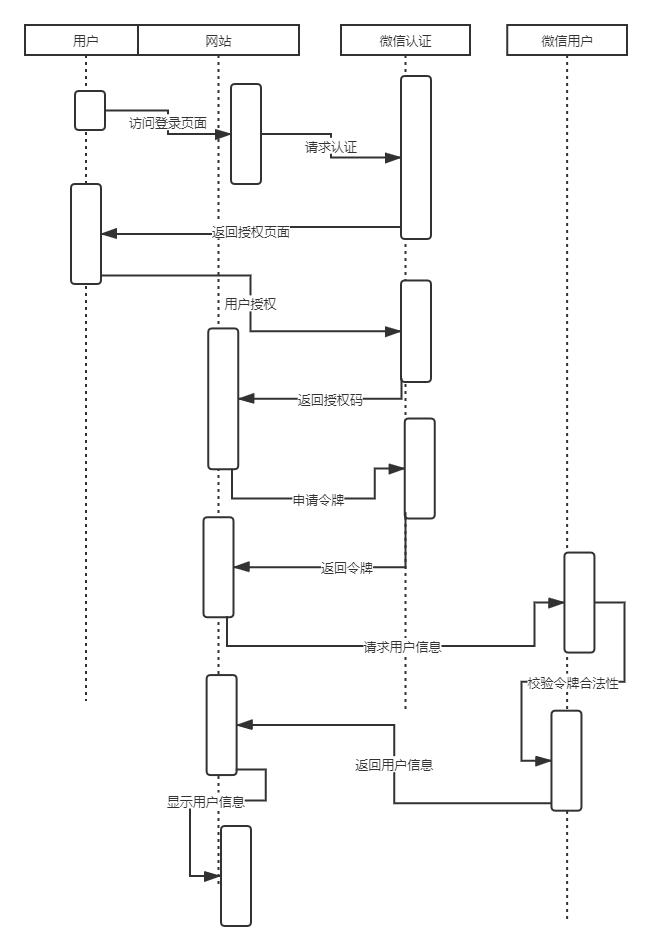 用户
网站
微信认证
微信用户
访问登录页面
请求认证
返回授权页面
用户授权
返回授权码
申请令牌
返回令牌
请求用户信息
校验令牌合法性
返回用户信息
显示用户信息